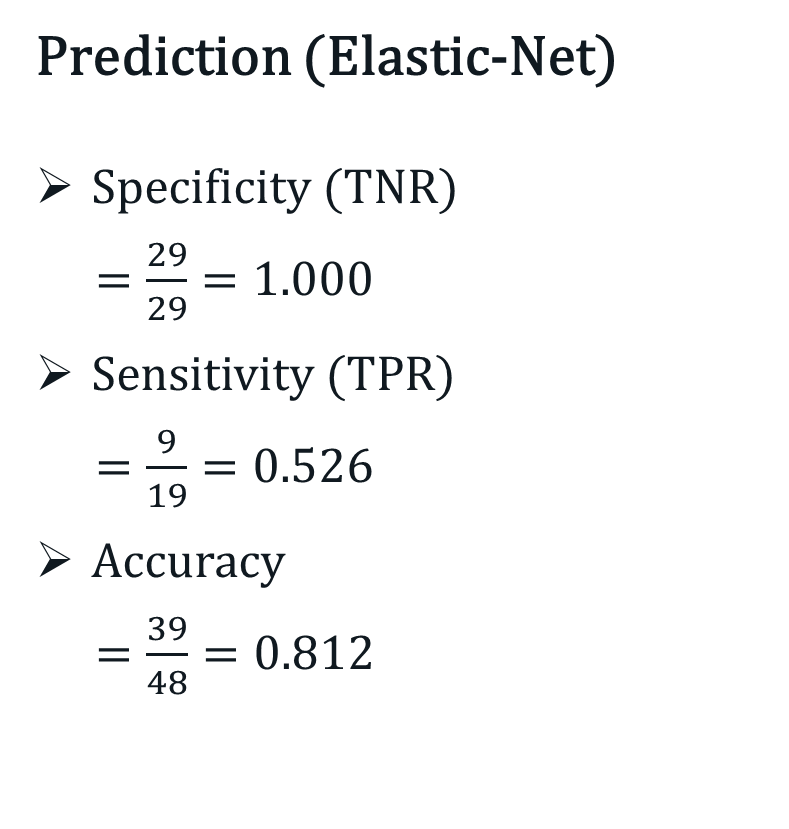 Prediction (Elastic-Net)
➢ Specificity (TNR)
= 29/29 = 1.000
➢ Sensitivity (TPR)
= 9/19 = 0.526
➢ Accuracy
= 39/48 = 0.812